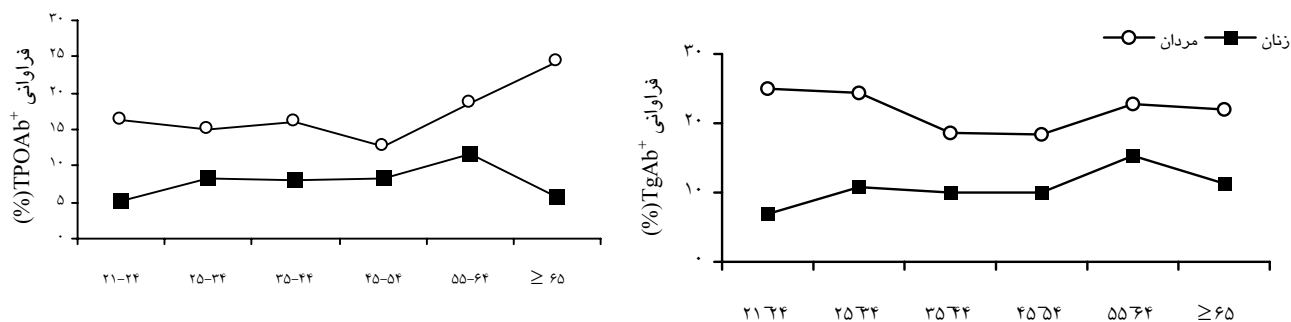 فراوانی TPOAb+(%)
۳۰
۲۵
۲۰
۱۵
۱۰
۵
۰
۲۱-۲۴ ۲۵-۳۴ ۳۵-۴۴ ۴۵-۵۴ ۵۵-۶۴ ≥ ۶۵
مردان زنان
فراوانی TgAb+(%)
۳۰
۲۰
۱۰
۰
۲۱-۲۴ ۲۵-۳۴ ۳۵-۴۴ ۴۵-۵۴ ۵۵-۶۴ ≥۶۵